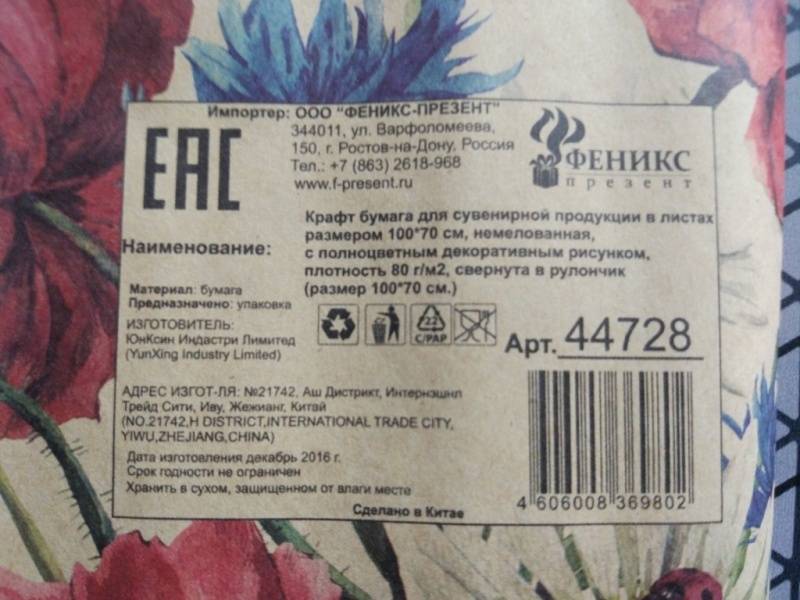 Импортер: ООО "ФЕНИКС-ПРЕЗЕНТ"
344011, ул. Варфоломеева,
150, г. Ростов-на-Дону, Россия
Тел.: +7 (863) 2618-968
www.f-present.ru
EAC
ФЕНИКС
презент
Наименование:
Крафт бумага для сувенирной продукции в листах
размером 100*70 см, немелованная,
с полноцветным декоративным рисунком,
плотность 80 г/м2, свернута в рулончик
(размер 100*70 см.)
Материал: бумага
Предназначено: упаковка
ИЗГОТОВИТЕЛЬ:
ЮнКсин Индастри Лимитед
(YunXing Industry Limited)
22
C/PAP
Арт. 44728
АДРЕС ИЗГОТ-ЛЯ: №21742, Аш Дистрикт, Интернэшнл
Трейд Сити, Иву, Жежианг, Китай
(NO.21742,H DISTRICT,INTERNATIONAL TRADE CITY,
YIWU,ZHEJIANG,CHINA)
Дата изготовления декабрь 2016 г.
Срок годности не ограничен
Хранить в сухом, защищенном от влаги месте
Сделано в Китае
4 606008 369802